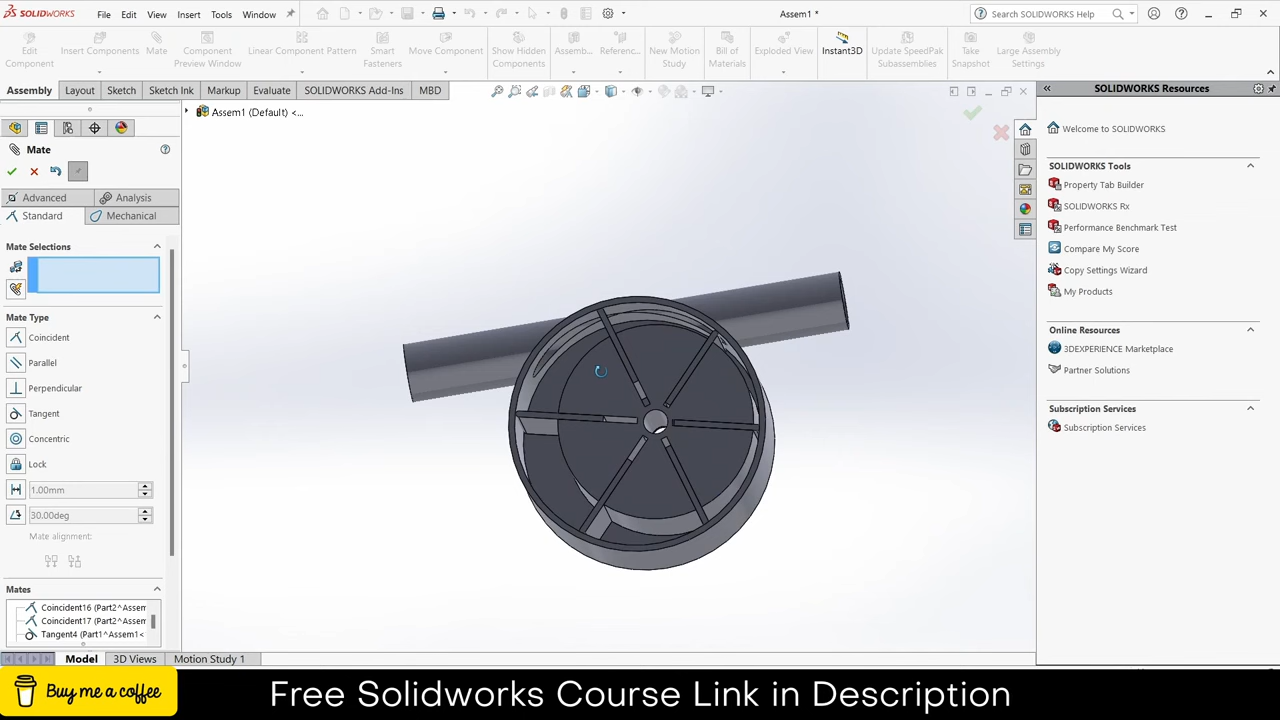 SOLIDWORKS File Edit View Insert Tools Window Assem1 * Search SOLIDWORKS Help
Edit Component Insert Components Mate Component Preview Window Linear Component Pattern Smart Fasteners Move Component Show Hidden Components Assemb... Referenc... New Motion Study Bill of Materials Exploded View Instant3D Update SpeedPak Subassemblies Take Snapshot Large Assembly Settings
Assembly Layout Sketch Sketch Ink Markup Evaluate SOLIDWORKS Add-Ins MBD
SOLIDWORKS Resources
Assem1 (Default) <...
Mate
Advanced Analysis
Standard Mechanical
Mate Selections
Mate Type
Coincident
Parallel
Perpendicular
Tangent
Concentric
Lock
1.00mm
30.00deg
Mate alignment:
Mates
Coincident16 (Part2^Assem
Coincident17 (Part2^Assem
Tangent4 (Part1^Assem1<
Welcome to SOLIDWORKS
SOLIDWORKS Tools
Property Tab Builder
SOLIDWORKS Rx
Performance Benchmark Test
Compare My Score
Copy Settings Wizard
My Products
Online Resources
3DEXPERIENCE Marketplace
Partner Solutions
Subscription Services
Subscription Services
Model 3D Views Motion Study 1
Buy me a coffee
Free Solidworks Course Link in Description